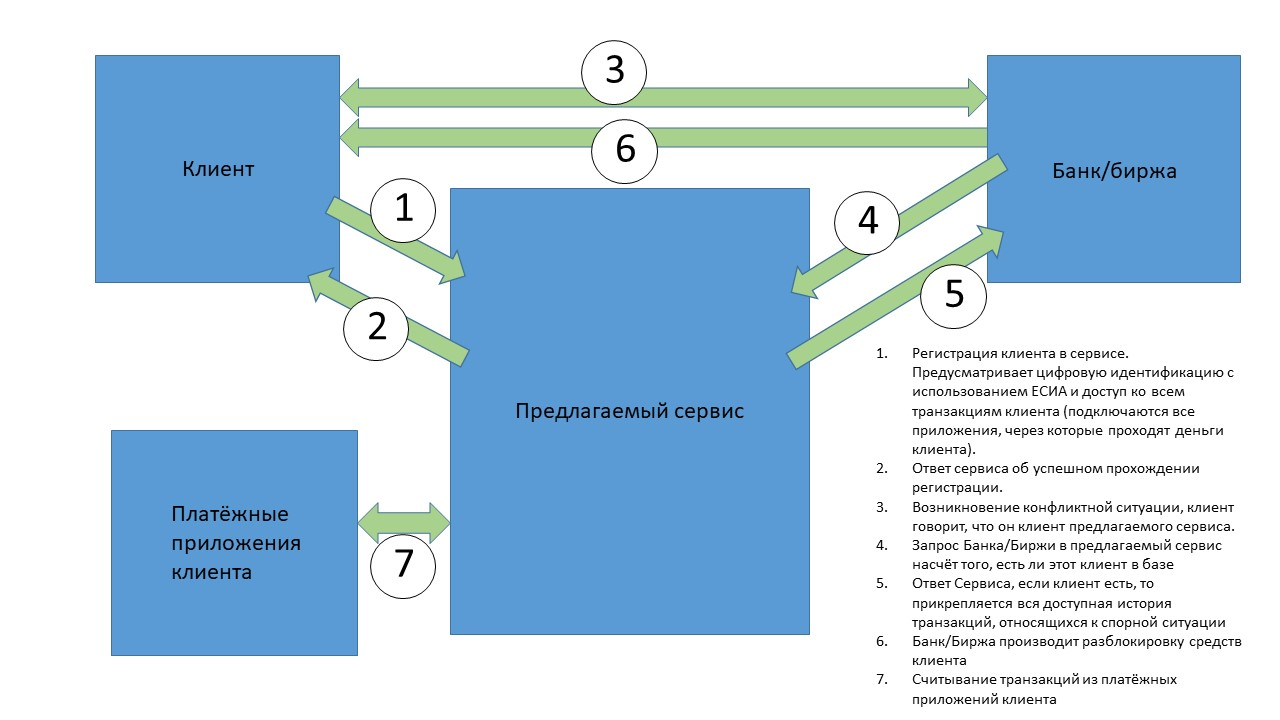 3
6
Клиент
Банк/биржа
1
4
2
5
Предлагаемый сервис
Платёжные
приложения
клиента
7
1. Регистрация клиента в сервисе.
Предусматривает цифровую идентификацию с
использованием ЕСИА и доступ ко всем
транзакциям клиента (подключаются все
приложения, через которые проходят деньги
клиента).
2. Ответ сервиса об успешном прохождении
регистрации.
3. Возникновение конфликтной ситуации, клиент
говорит, что он клиент предлагаемого сервиса.
4. Запрос Банка/Биржи в предлагаемый сервис
насчёт того, есть ли этот клиент в базе
5. Ответ Сервиса, если клиент есть, то
прикрепляется вся доступная история
транзакций, относящихся к спорной ситуации
6. Банк/Биржа производит разблокировку средств
клиента
7. Считывание транзакций из платёжных
приложений клиента